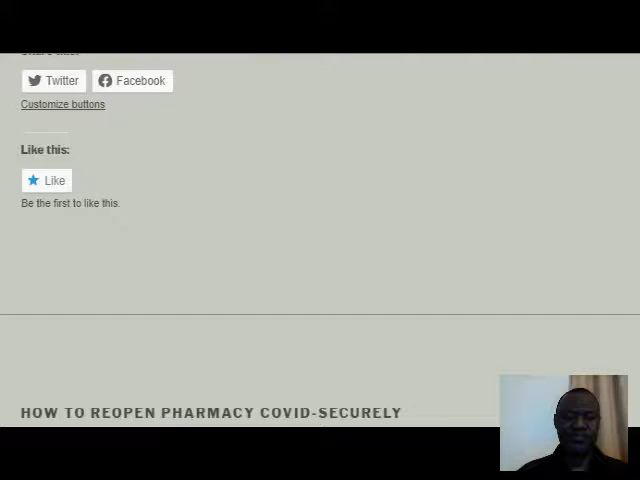 Twitter Facebook
Customize buttons
Like this:
Like
Be the first to like this.
HOW TO REOPEN PHARMACY COVID-SECURELY